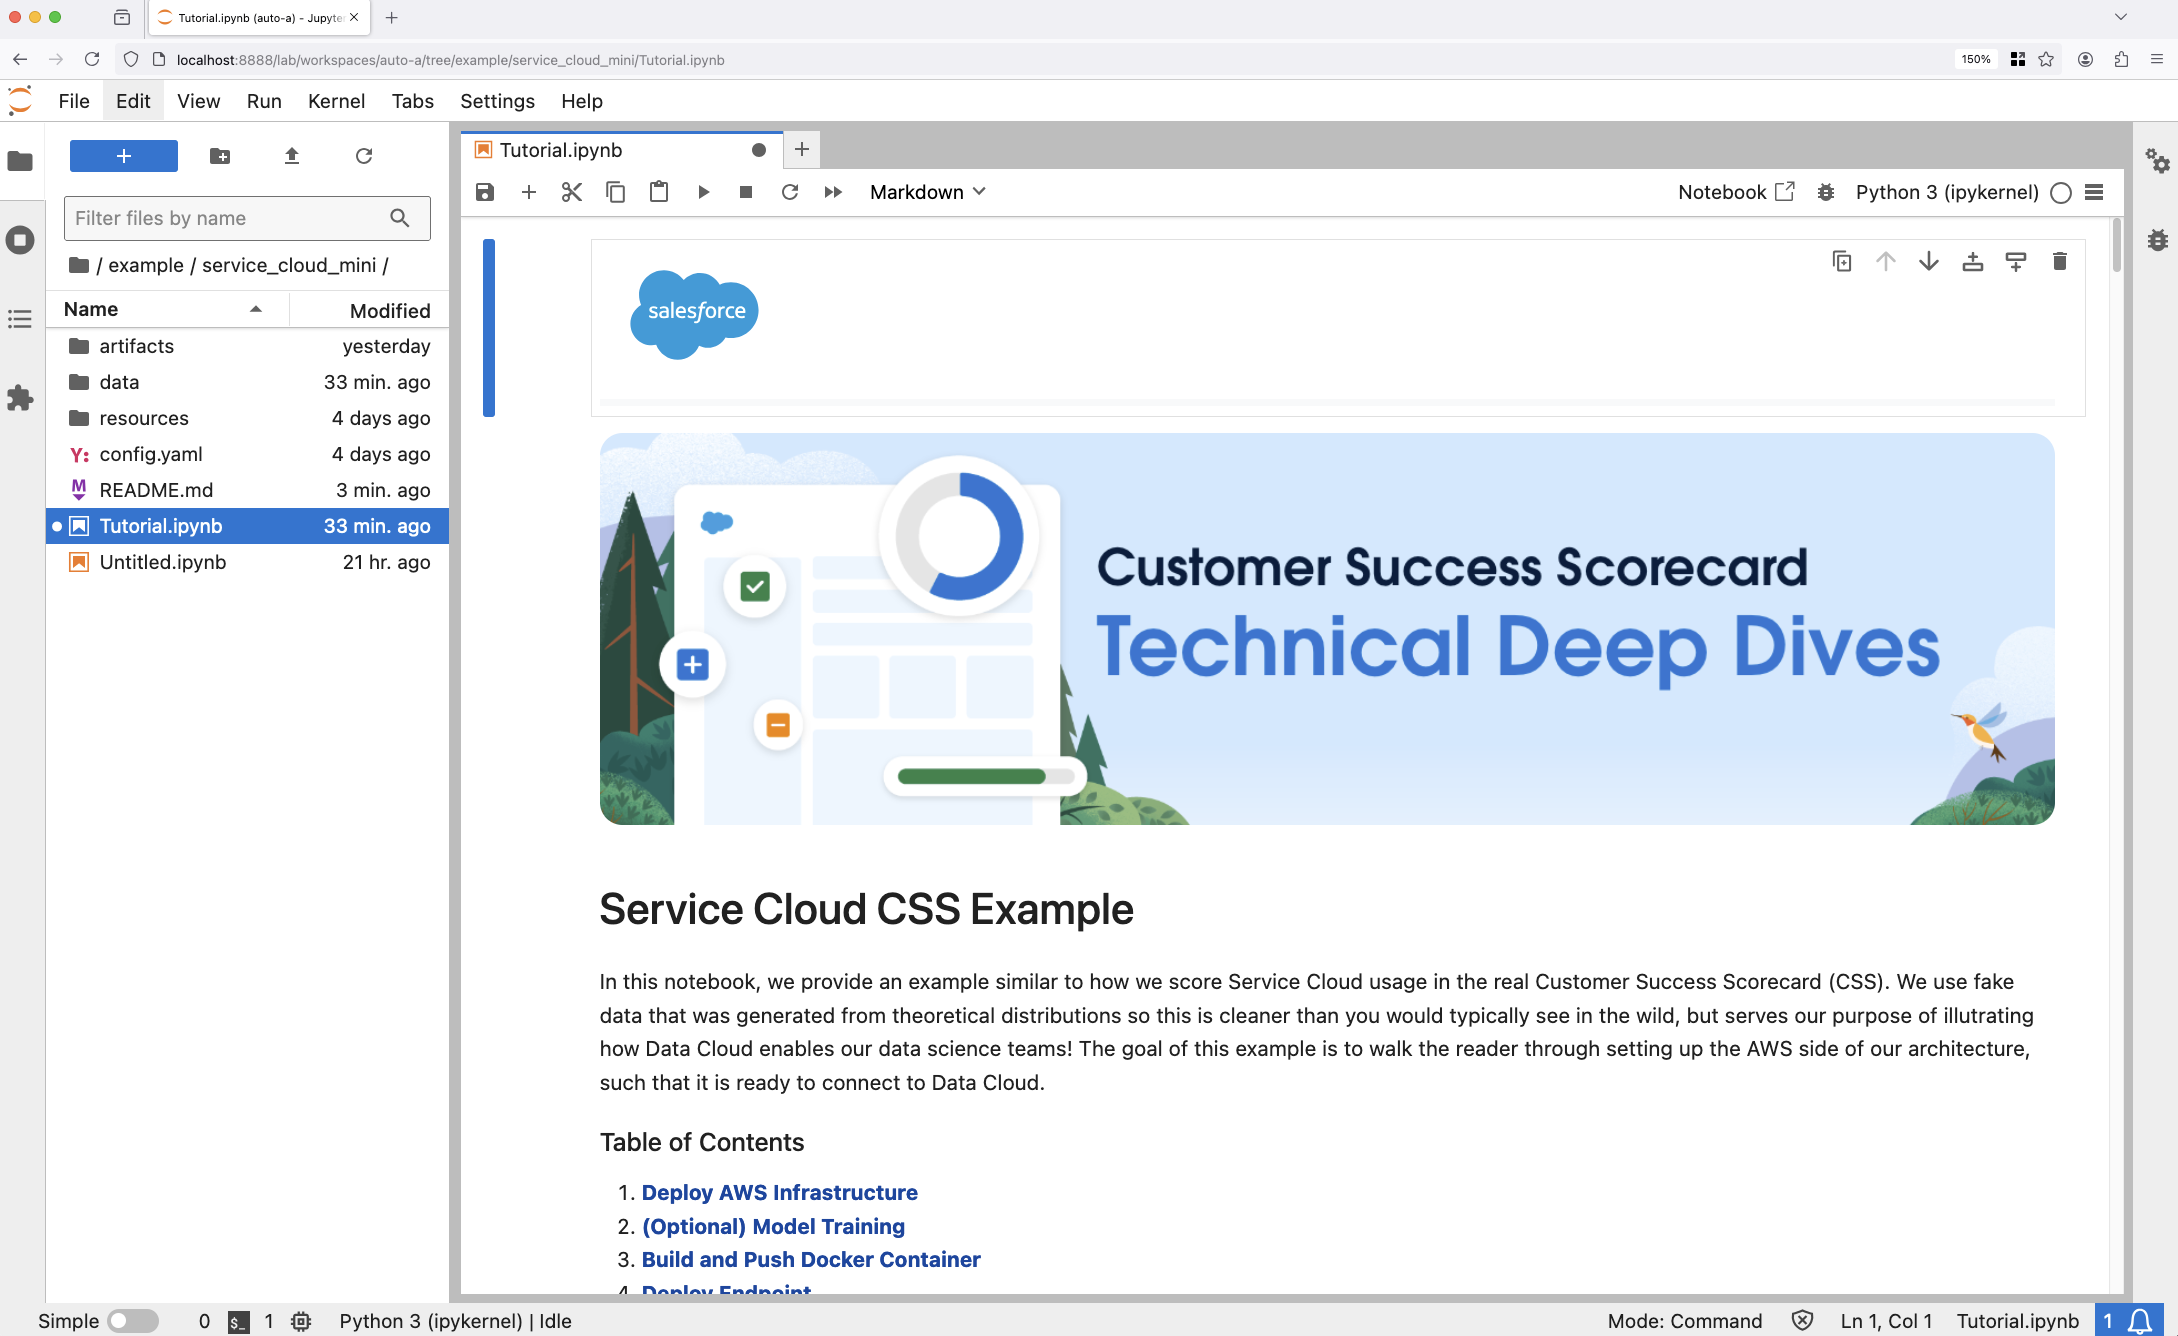 Tutorial.ipynb (auto-a) - Jupyte
localhost:8888/lab/workspaces/auto-a/tree/example/service_cloud_mini/Tutorial.ipynb
150%
File Edit View Run Kernel Tabs Settings Help
Filter files by name
/ example / service_cloud_mini /
Name Modified
artifacts yesterday
data 33 min. ago
resources 4 days ago
Y: config.yaml 4 days ago
M README.md 3 min. ago
Tutorial.ipynb 33 min. ago
Untitled.ipynb 21 hr. ago
Tutorial.ipynb
Markdown
Notebook
Python 3 (ipykernel)
salesforce
Customer Success Scorecard
Technical Deep Dives
Service Cloud CSS Example
In this notebook, we provide an example similar to how we score Service Cloud usage in the real Customer Success Scorecard (CSS). We use fake
data that was generated from theoretical distributions so this is cleaner than you would typically see in the wild, but serves our purpose of illutrating
how Data Cloud enables our data science teams! The goal of this example is to walk the reader through setting up the AWS side of our architecture,
such that it is ready to connect to Data Cloud.
Table of Contents
1. Deploy AWS Infrastructure
2. (Optional) Model Training
3. Build and Push Docker Container
4. Deploy Endpoint
Simple 0 $_ 1 Python 3 (ipykernel) | Idle
Mode: Command Ln 1, Col 1 Tutorial.ipynb 1